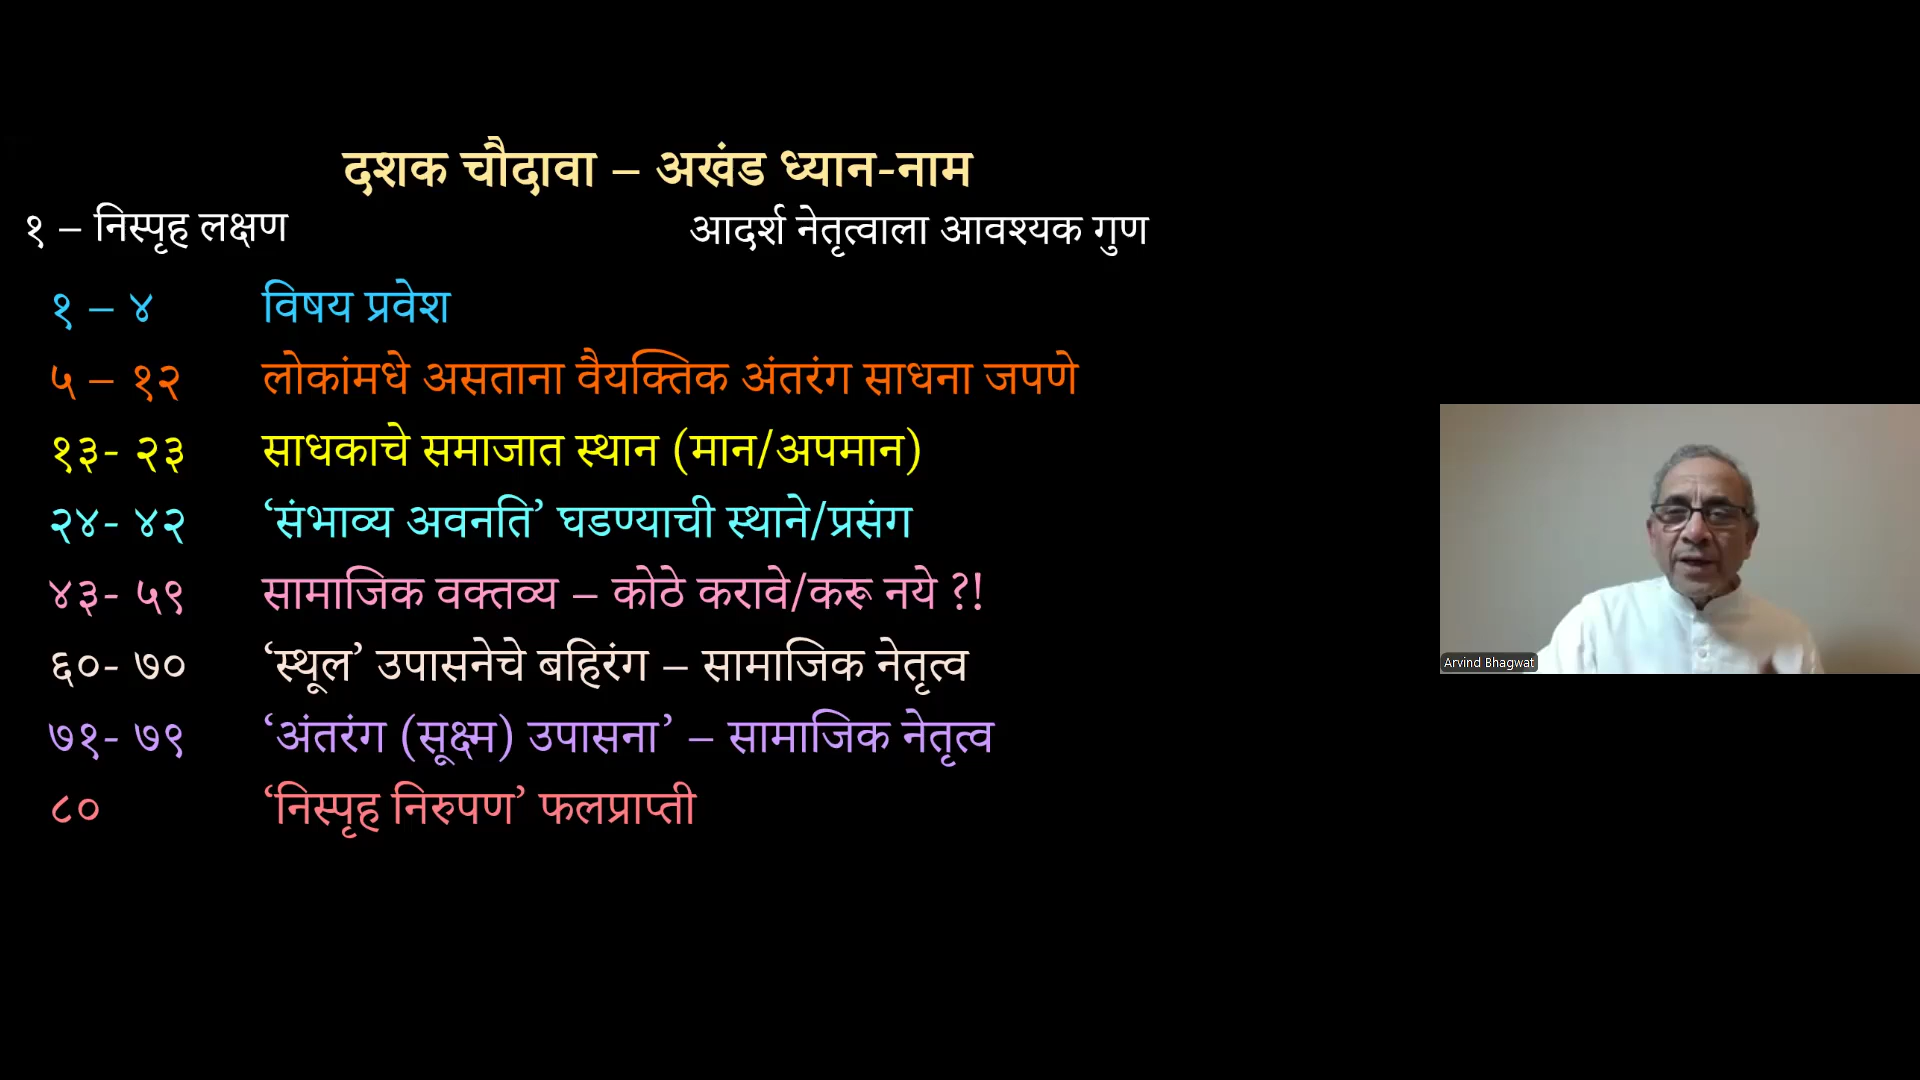 दशक चौदावा – अखंड ध्यान-नाम
१ – निस्पृह लक्षण आदर्श नेतृत्वाला आवश्यक गुण
१ – ४ विषय प्रवेश
५ – १२ लोकांमधे असताना वैयक्तिक अंतरंग साधना जपणे
१३- २३ साधकाचे समाजात स्थान (मान/अपमान)
२४- ४२ ‘संभाव्य अवनति’ घडण्याची स्थाने/प्रसंग
४३- ५९ सामाजिक वक्तव्य – कोठे करावे/करू नये ?!
६०- ७० ‘स्थूल’ उपासनेचे बहिरंग – सामाजिक नेतृत्व
७१- ७९ ‘अंतरंग (सूक्ष्म) उपासना’ – सामाजिक नेतृत्व
८० ‘निस्पृह निरुपण’ फलप्राप्ती
Arvind Bhagwat